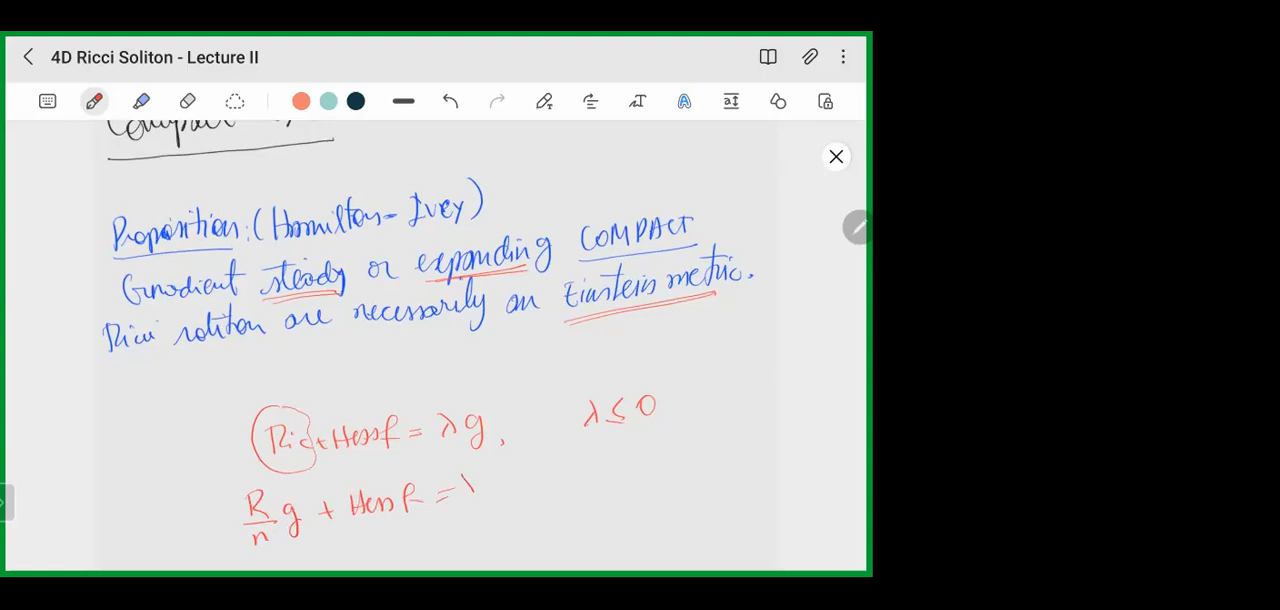 4D Ricci Soliton - Lecture II
Compact
Proposition: (Hamilton-Ivey)
Gradient steady or expanding COMPACT
Ricci soliton are necessarily an Einstein metric.
Ric + Hess f = λg, λ ≤ 0
R/n g + Hess f = λ